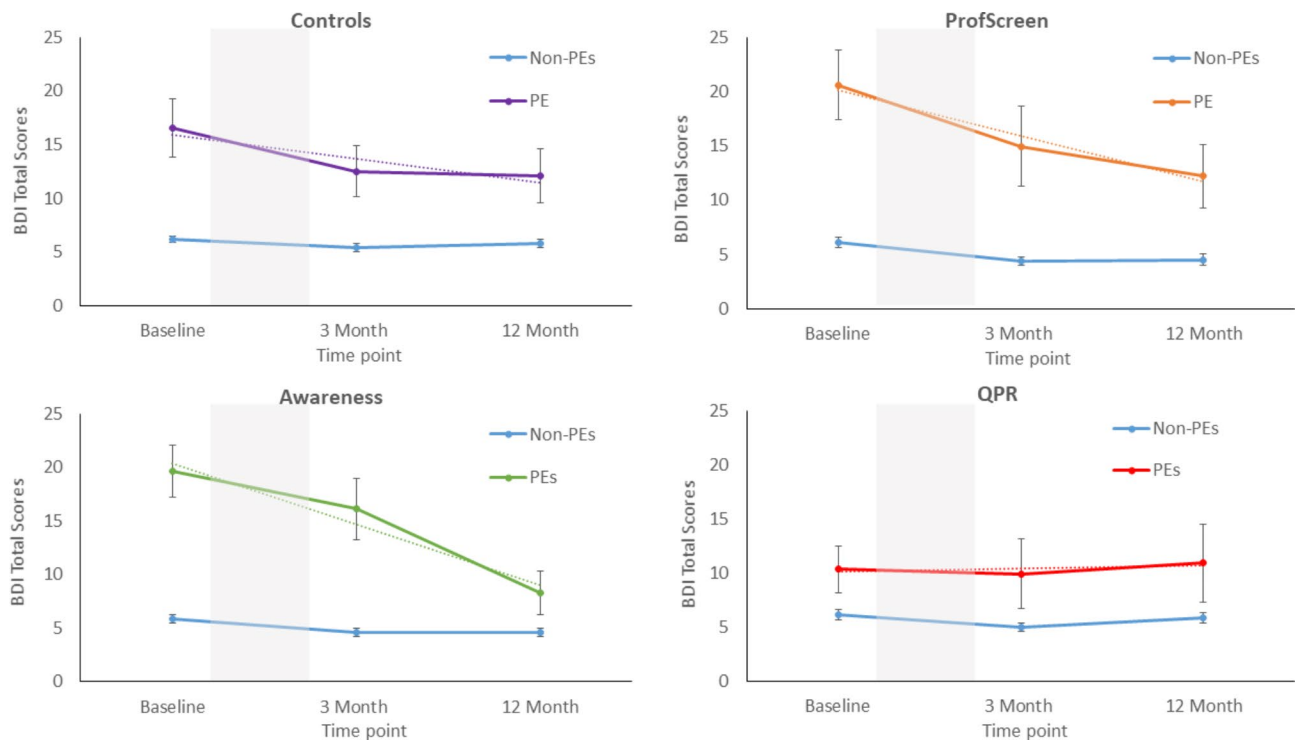 Controls
25
20
15
10
5
0
BDI Total Scores
Non-PEs
PE
Baseline
3 Month
12 Month
Time point
ProfScreen
25
20
15
10
5
0
BDI Total Scores
Non-PEs
PE
Baseline
3 Month
12 Month
Time point
Awareness
25
20
15
10
5
0
BDI Total Scores
Non-PEs
PEs
Baseline
3 Month
12 Month
Time point
QPR
25
20
15
10
5
0
BDI Total Scores
Non-PEs
PEs
Baseline
3 Month
12 Month
Time point